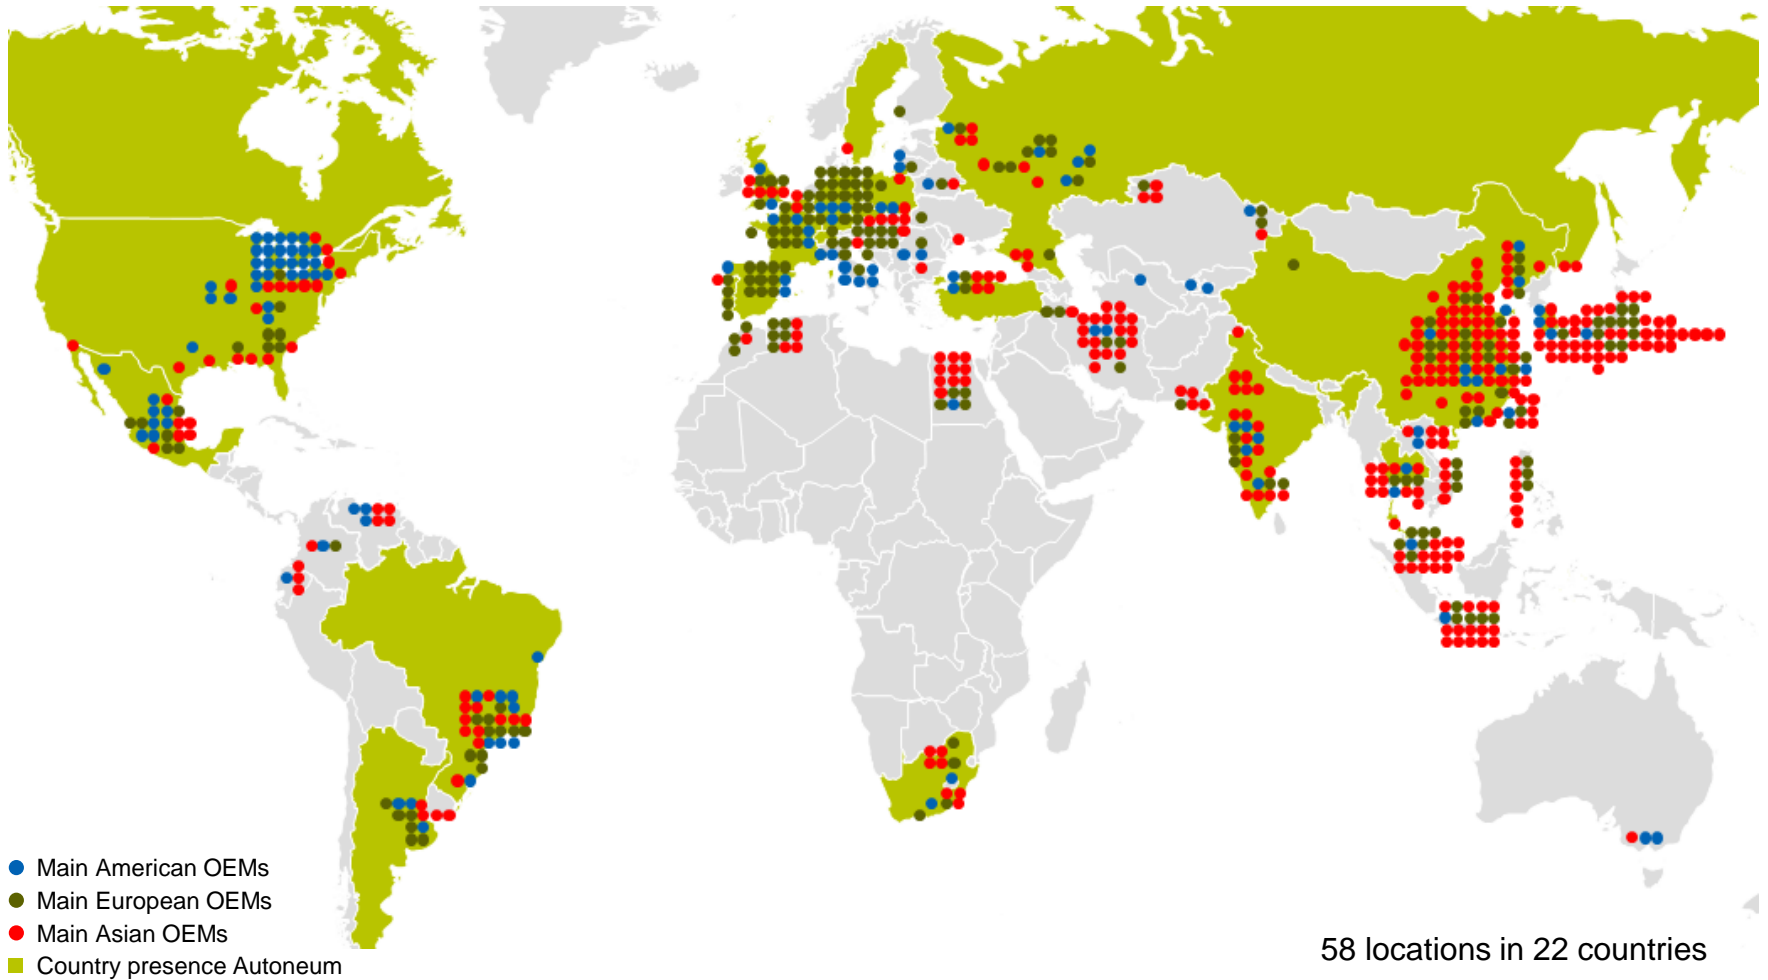 Main American OEMs
Main European OEMs
Main Asian OEMs
Country presence Autoneum
58 locations in 22 countries